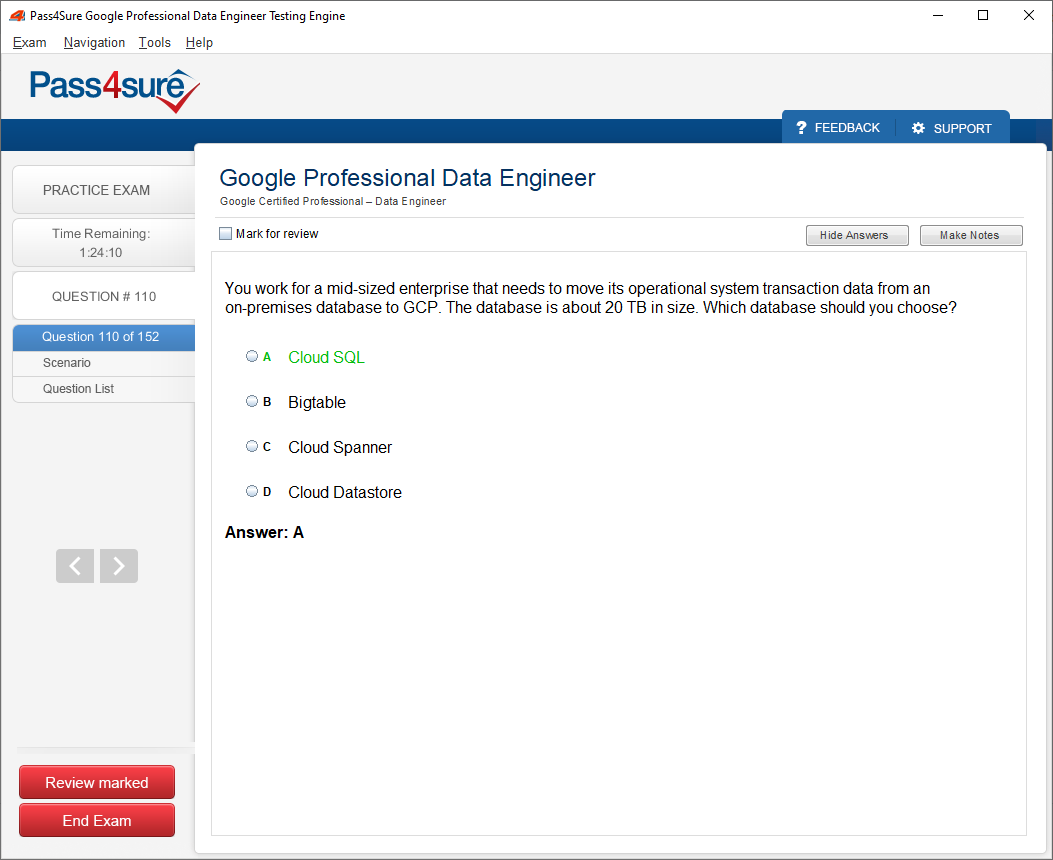 Pass4Sure Google Professional Data Engineer Testing Engine
Exam Navigation Tools Help
Pass4sure
? FEEDBACK SUPPORT
PRACTICE EXAM
Time Remaining:
1:24:10
QUESTION # 110
Question 110 of 152
Scenario
Question List
Google Professional Data Engineer
Google Certified Professional – Data Engineer
Mark for review
Hide Answers Make Notes
You work for a mid-sized enterprise that needs to move its operational system transaction data from an
on-premises database to GCP. The database is about 20 TB in size. Which database should you choose?
A Cloud SQL
B Bigtable
C Cloud Spanner
D Cloud Datastore
Answer: A
Review marked
End Exam